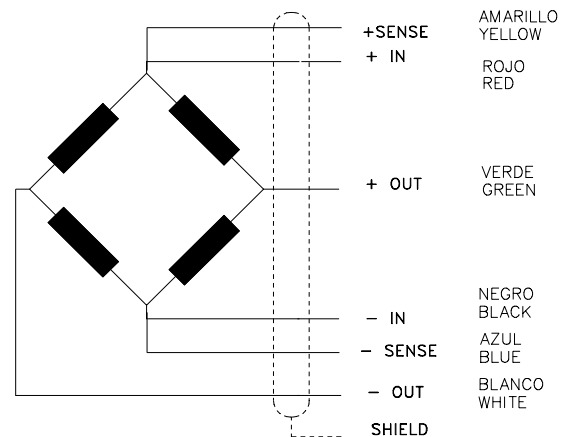 +SENSE AMARILLO
YELLOW
+ IN ROJO
RED
+ OUT VERDE
GREEN
− IN NEGRO
BLACK
− SENSE AZUL
BLUE
− OUT BLANCO
WHITE
SHIELD